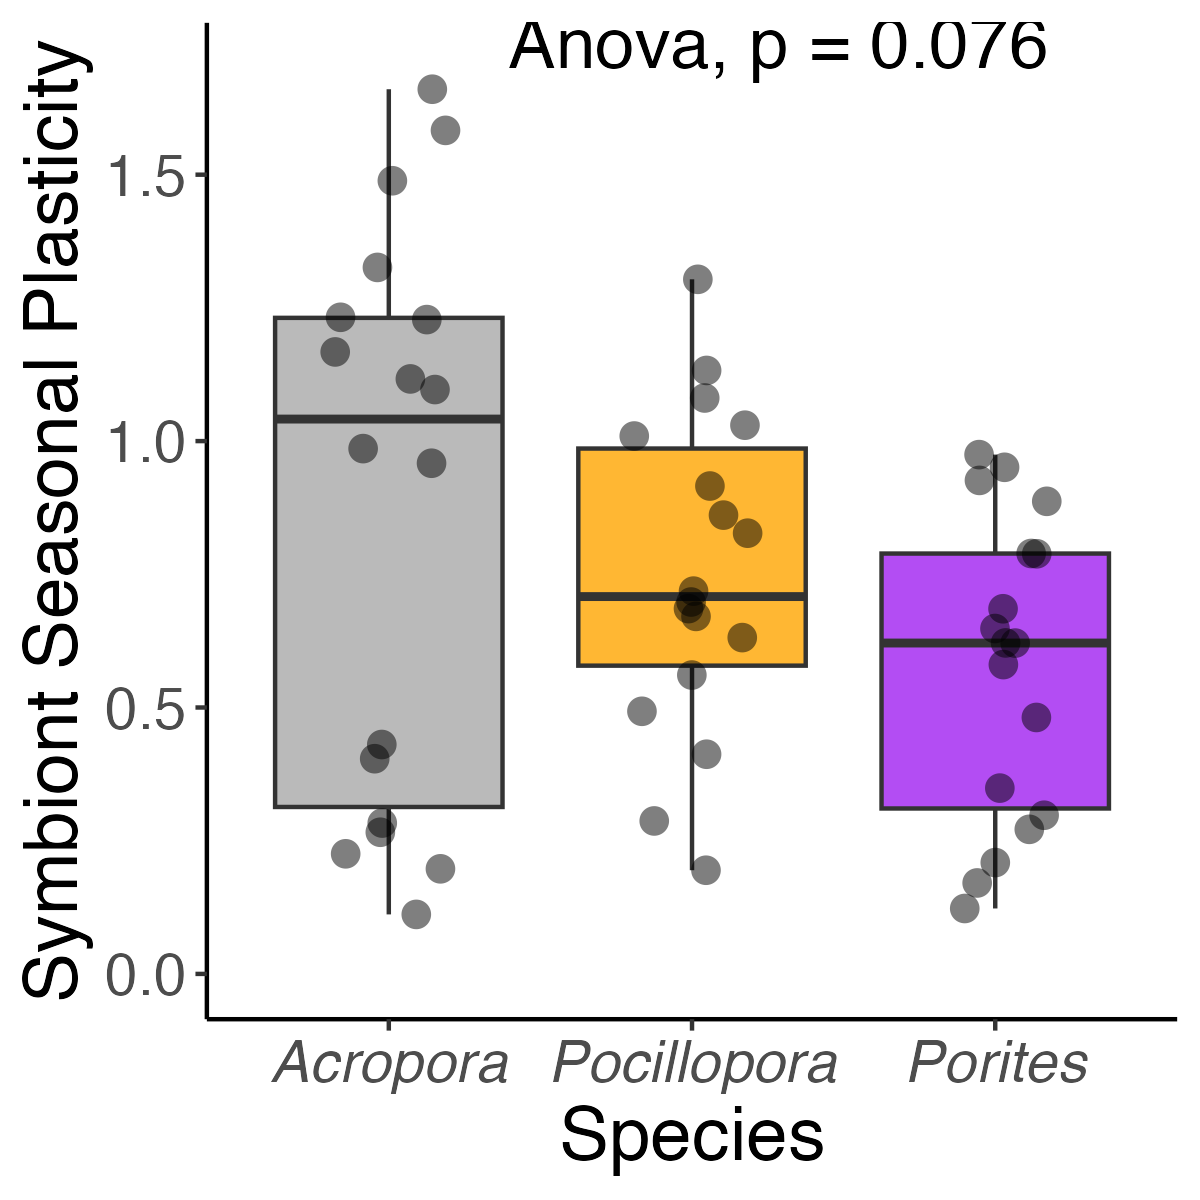 Anova, p = 0.076
Symbiont Seasonal Plasticity
1.5
1.0
0.5
0.0
Acropora Pocillopora Porites
Species